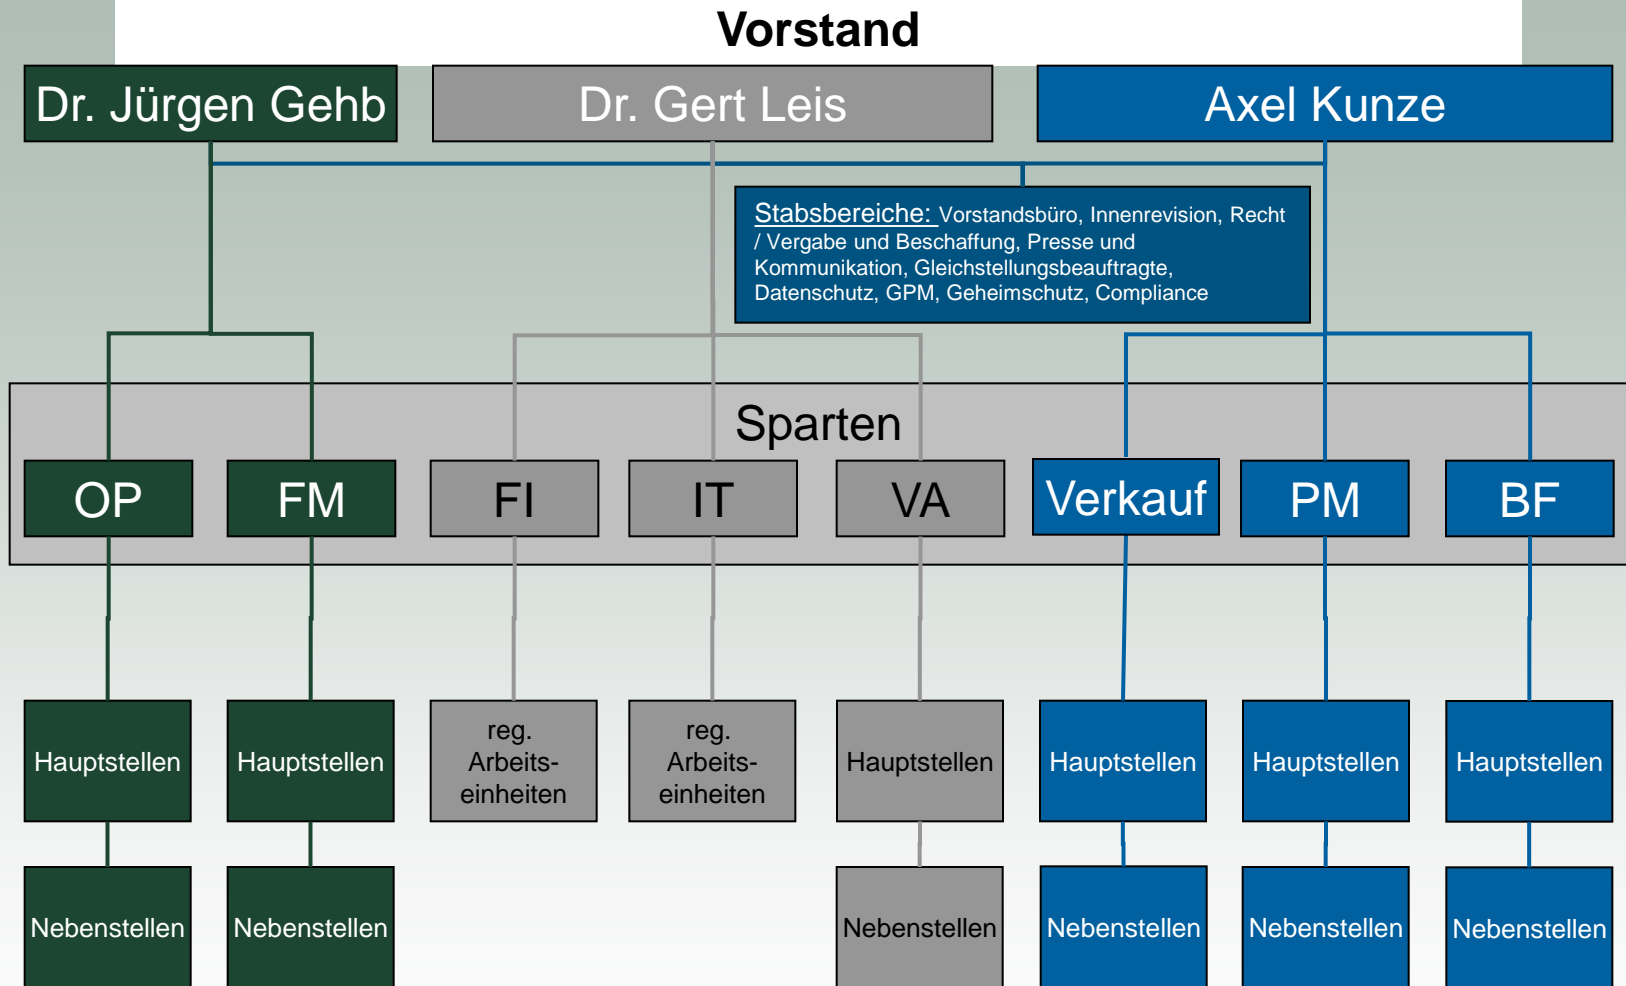 Vorstand
Dr. Jürgen Gehb
Dr. Gert Leis
Axel Kunze
Stabsbereiche: Vorstandsbüro, Innenrevision, Recht
/ Vergabe und Beschaffung, Presse und
Kommunikation, Gleichstellungsbeauftragte,
Datenschutz, GPM, Geheimschutz, Compliance
Sparten
OP
FM
FI
IT
VA
Verkauf
PM
BF
Hauptstellen
Hauptstellen
reg.
Arbeits-
einheiten
reg.
Arbeits-
einheiten
Hauptstellen
Hauptstellen
Hauptstellen
Hauptstellen
Nebenstellen
Nebenstellen
Nebenstellen
Nebenstellen
Nebenstellen
Nebenstellen